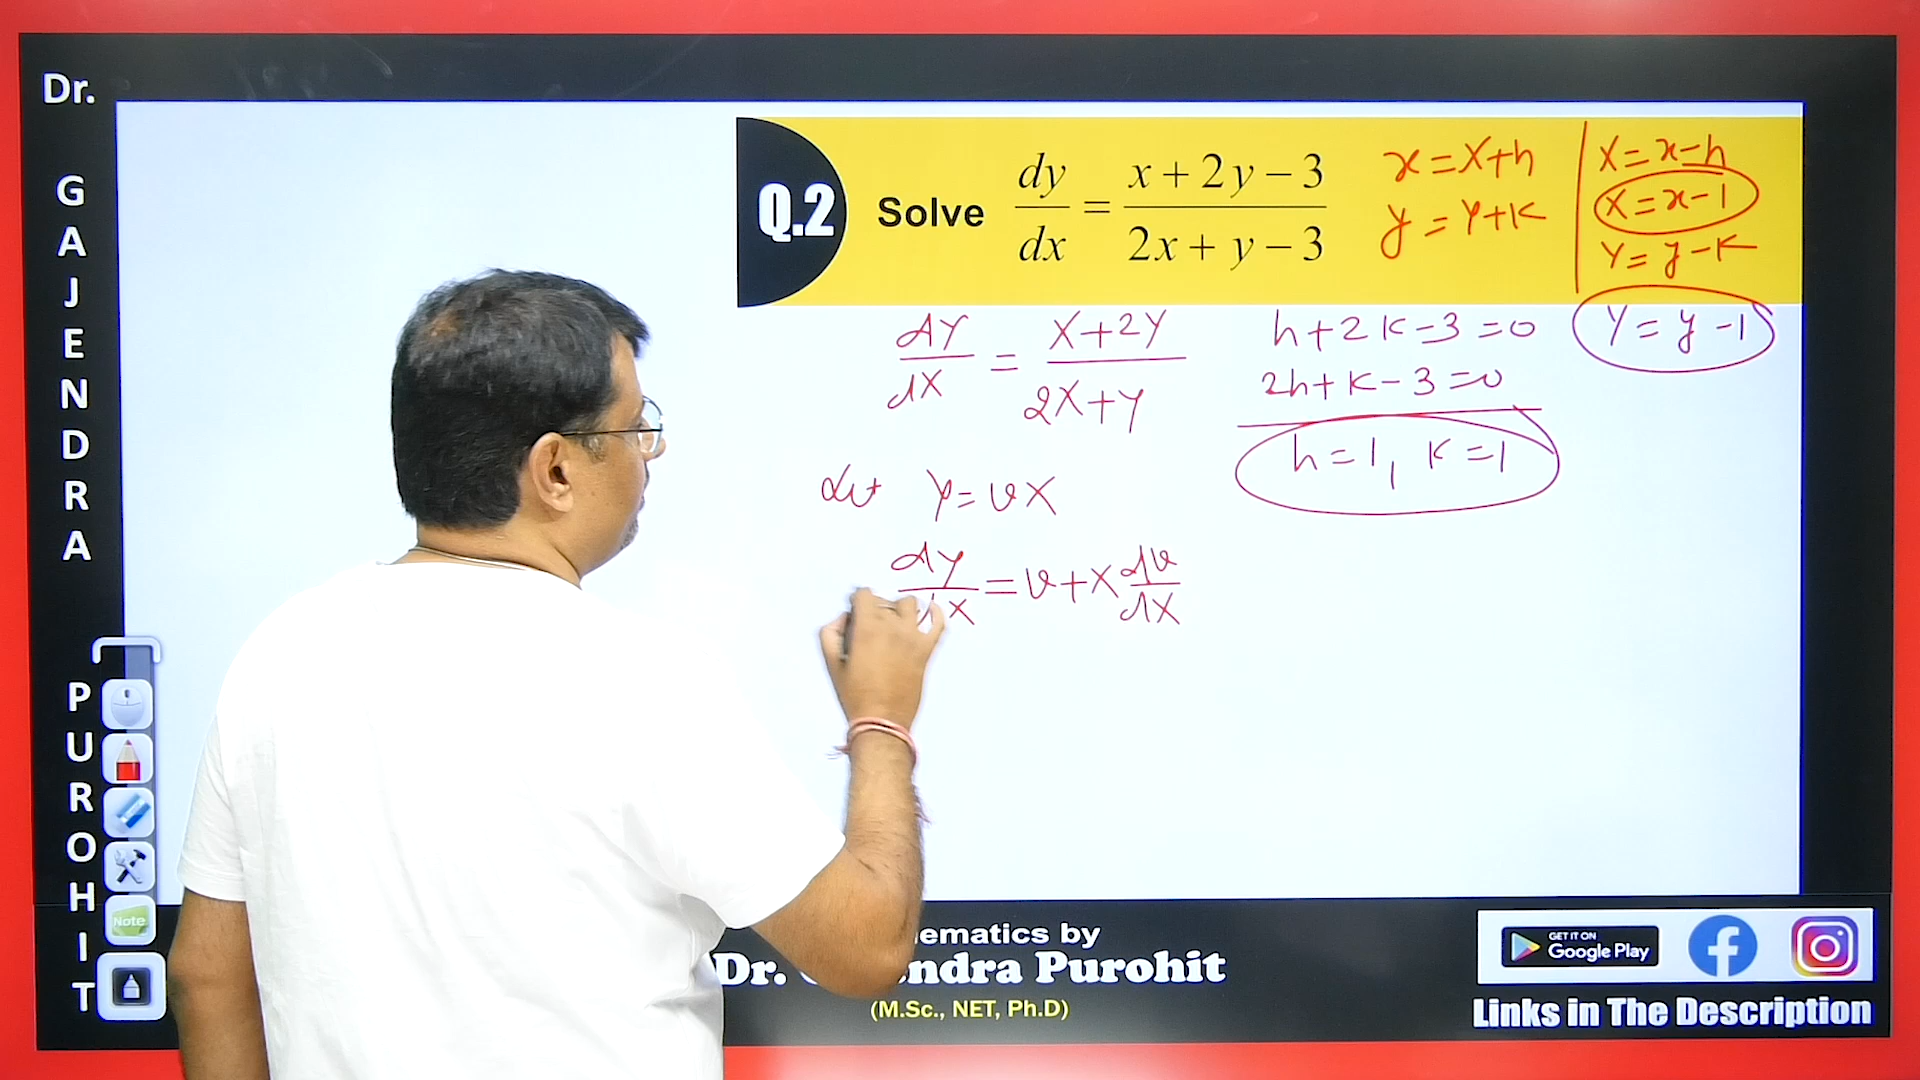 Dr.
GAJENDRA
PUROHIT
Q.2 Solve dy/dx = x + 2y − 3 / 2x + y − 3
x = X+h
y = Y+K
X = x-h
X = x-1
Y = y-K
Y = y-1
dY/dX = X+2Y / 2X+Y
h+2K-3=0
2h+K-3=0
h=1, K=1
Let Y=vX
dy/dX = v+X dv/dX
Note
ematics by
Dr. G ndra Purohit
(M.Sc., NET, Ph.D)
GET IT ON
Google Play
Links in The Description